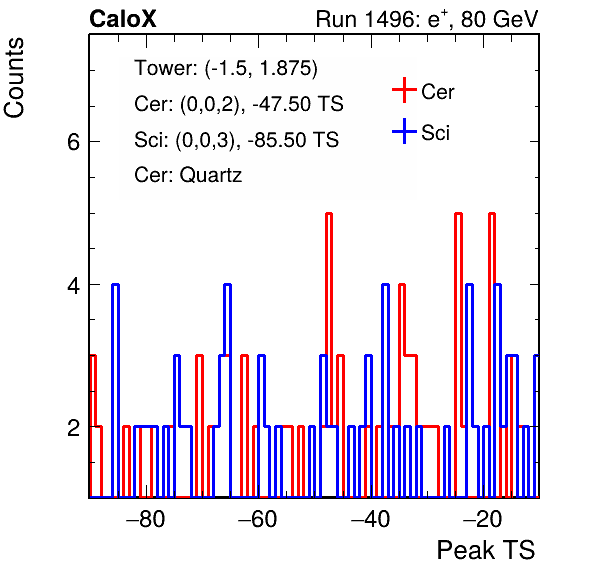 CaloX Run 1496: e⁺, 80 GeV
Counts
Tower: (-1.5, 1.875)
Cer: (0,0,2), -47.50 TS
Sci: (0,0,3), -85.50 TS
Cer: Quartz
Cer
Sci
6
4
2
−80 −60 −40 −20
Peak TS